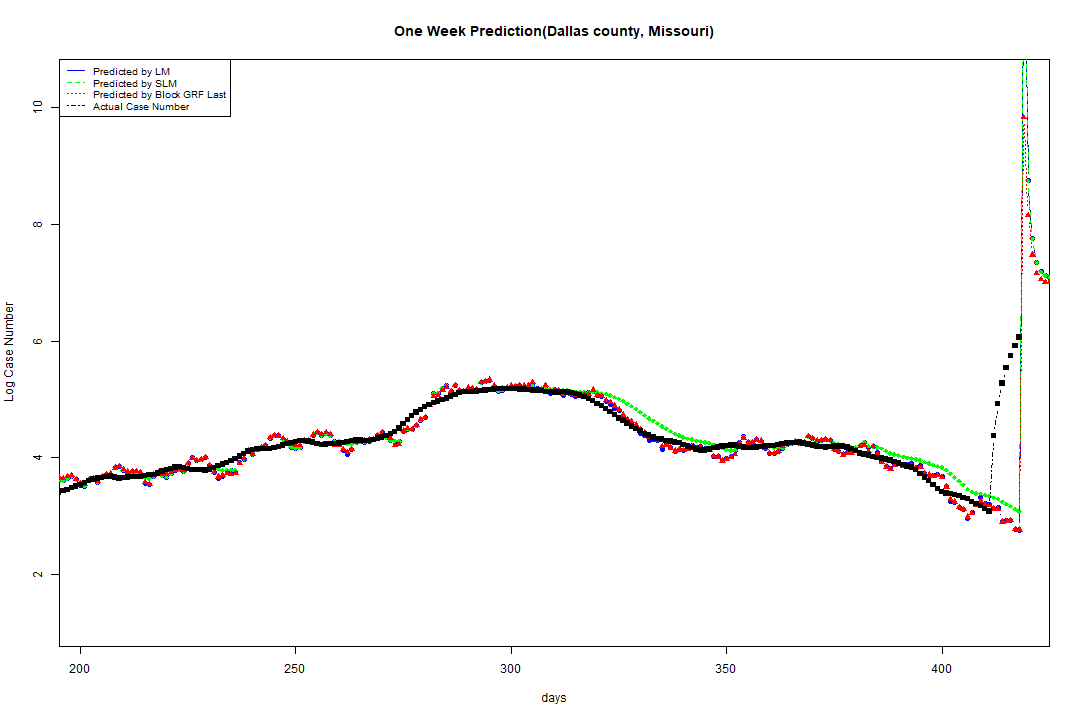 One Week Prediction(Dallas county, Missouri)
Predicted by LM
Predicted by SLM
Predicted by Block GRF Last
Actual Case Number
Log Case Number
10
8
6
4
2
200 250 300 350 400
days